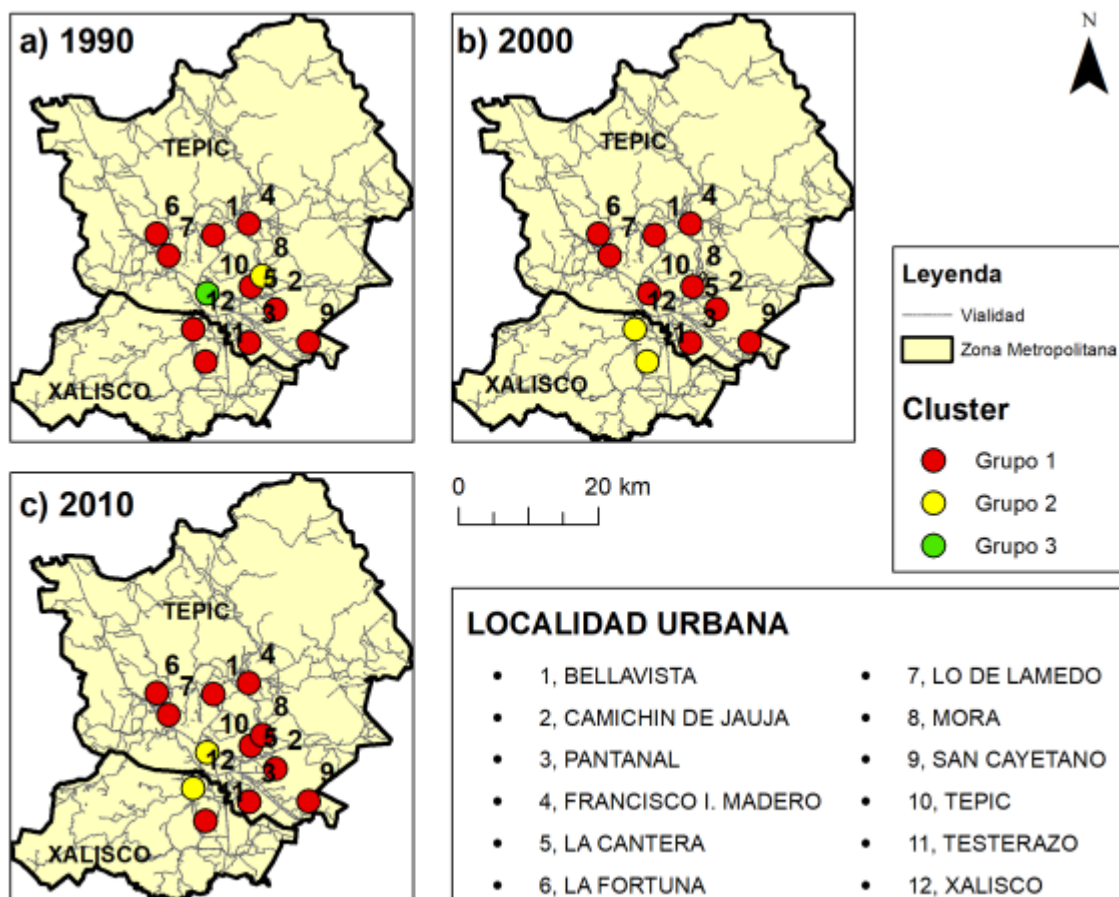 a) 1990
TEPIC
6
7
1
4
8
10
5
2
12
3
11
9
XALISCO
b) 2000
TEPIC
6
7
1
4
8
10
5
2
12
3
11
9
XALISCO
N
Leyenda
Vialidad
Zona Metropolitana
Cluster
Grupo 1
Grupo 2
Grupo 3
0 20 km
c) 2010
TEPIC
6
7
1
4
8
10
5
2
12
3
11
9
XALISCO
LOCALIDAD URBANA
• 1, BELLAVISTA
• 2, CAMICHIN DE JAUJA
• 3, PANTANAL
• 4, FRANCISCO I. MADERO
• 5, LA CANTERA
• 6, LA FORTUNA
• 7, LO DE LAMEDO
• 8, MORA
• 9, SAN CAYETANO
• 10, TEPIC
• 11, TESTERAZO
• 12, XALISCO